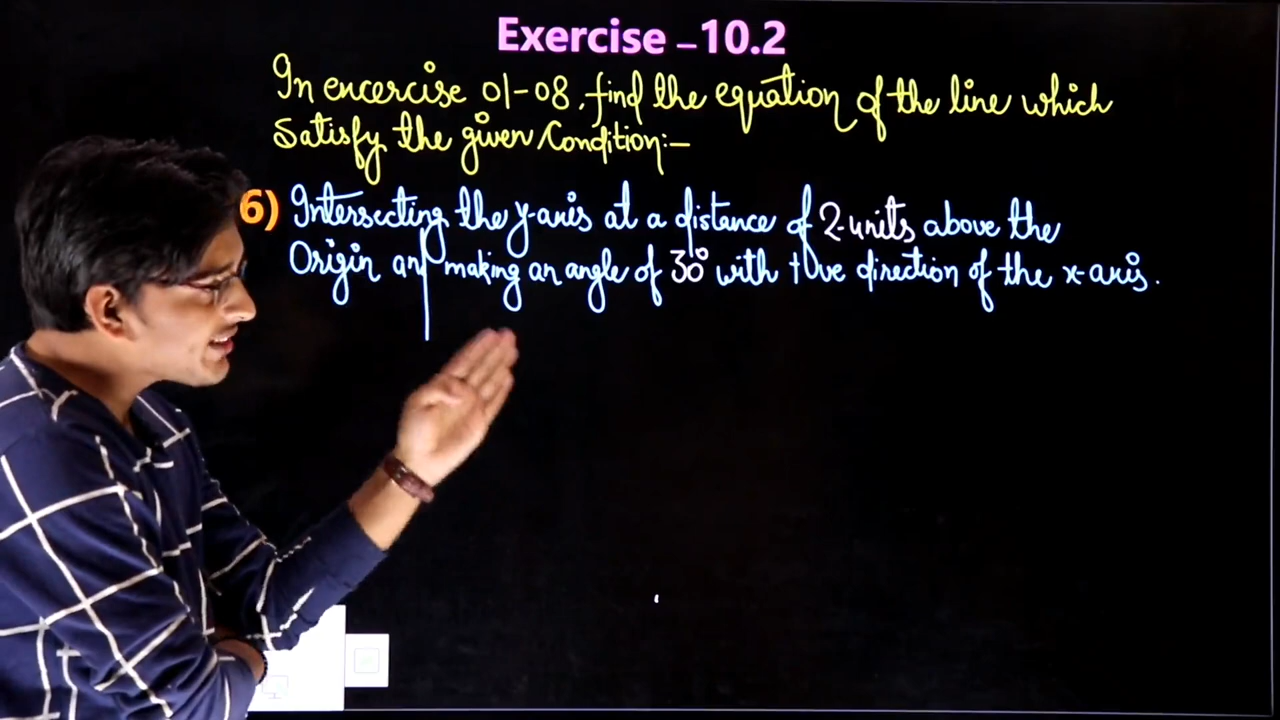 Exercise – 10.2
In encercise 01-08, find the equation of the line which
Satisfy the given Condition:–
6) Intersecting the y-axis at a distance of 2-units above the
Origin and making an angle of 30° with +ve direction of the x-axis.